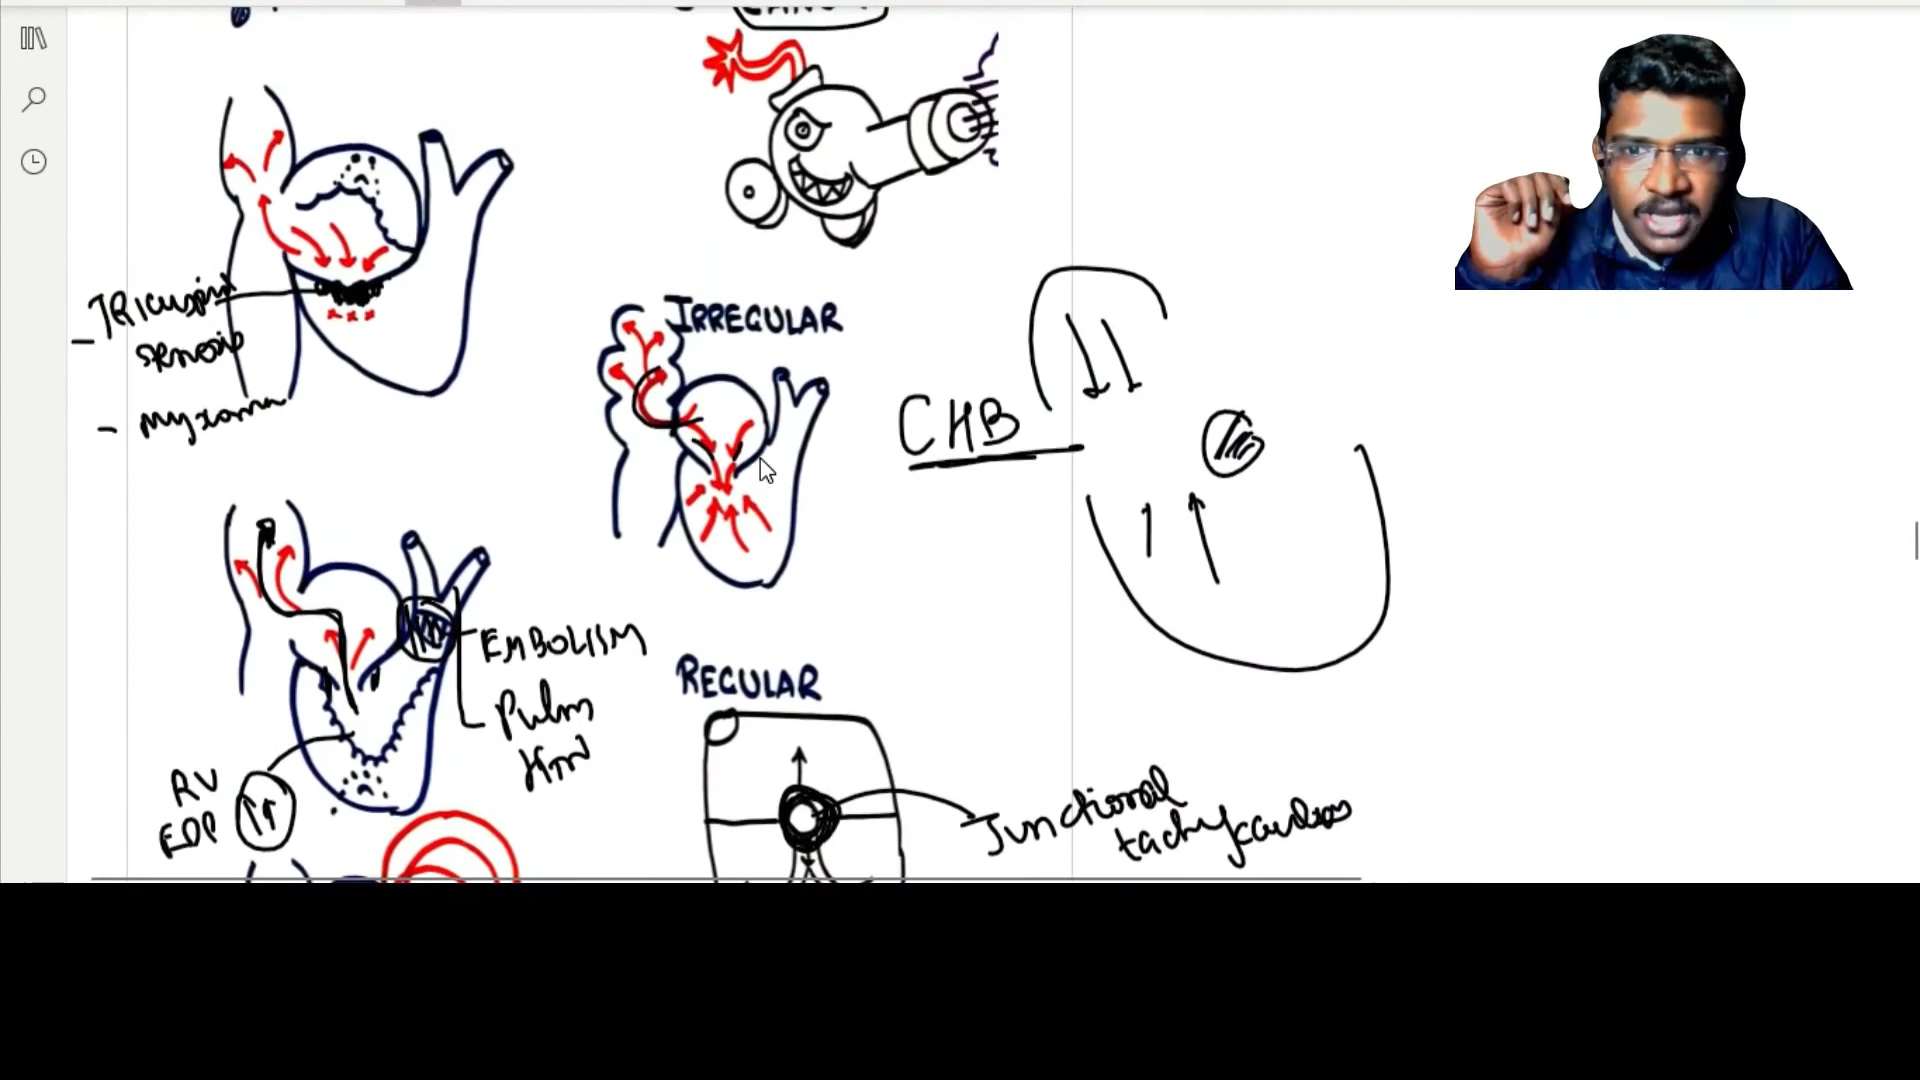 TRICUSPID
STENOSIS
- Myxoma
IRREGULAR
CHB
EMBOLISM
Pulm
HTN
RV
EDP
REGULAR
Junctional
tachycardia